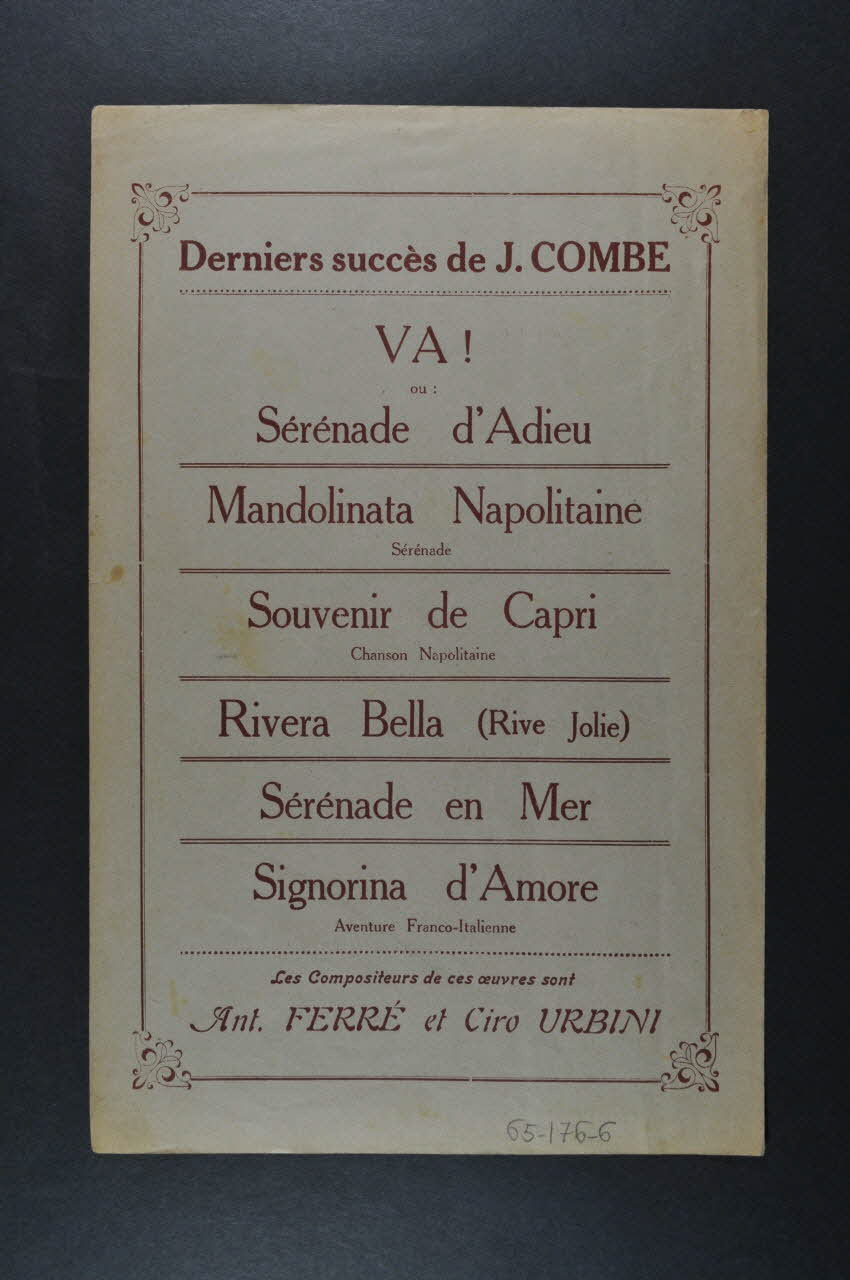 Derniers succès de J. COMBE
VA !
ou :
Sérénade d'Adieu
Mandolinata Napolitaine
Sérénade
Souvenir de Capri
Chanson Napolitaine
Rivera Bella (Rive Jolie)
Sérénade en Mer
Signorina d'Amore
Aventure Franco-Italienne
Les Compositeurs de ces œuvres sont
Ant. FERRÉ et Ciro URBINI
65-176-6